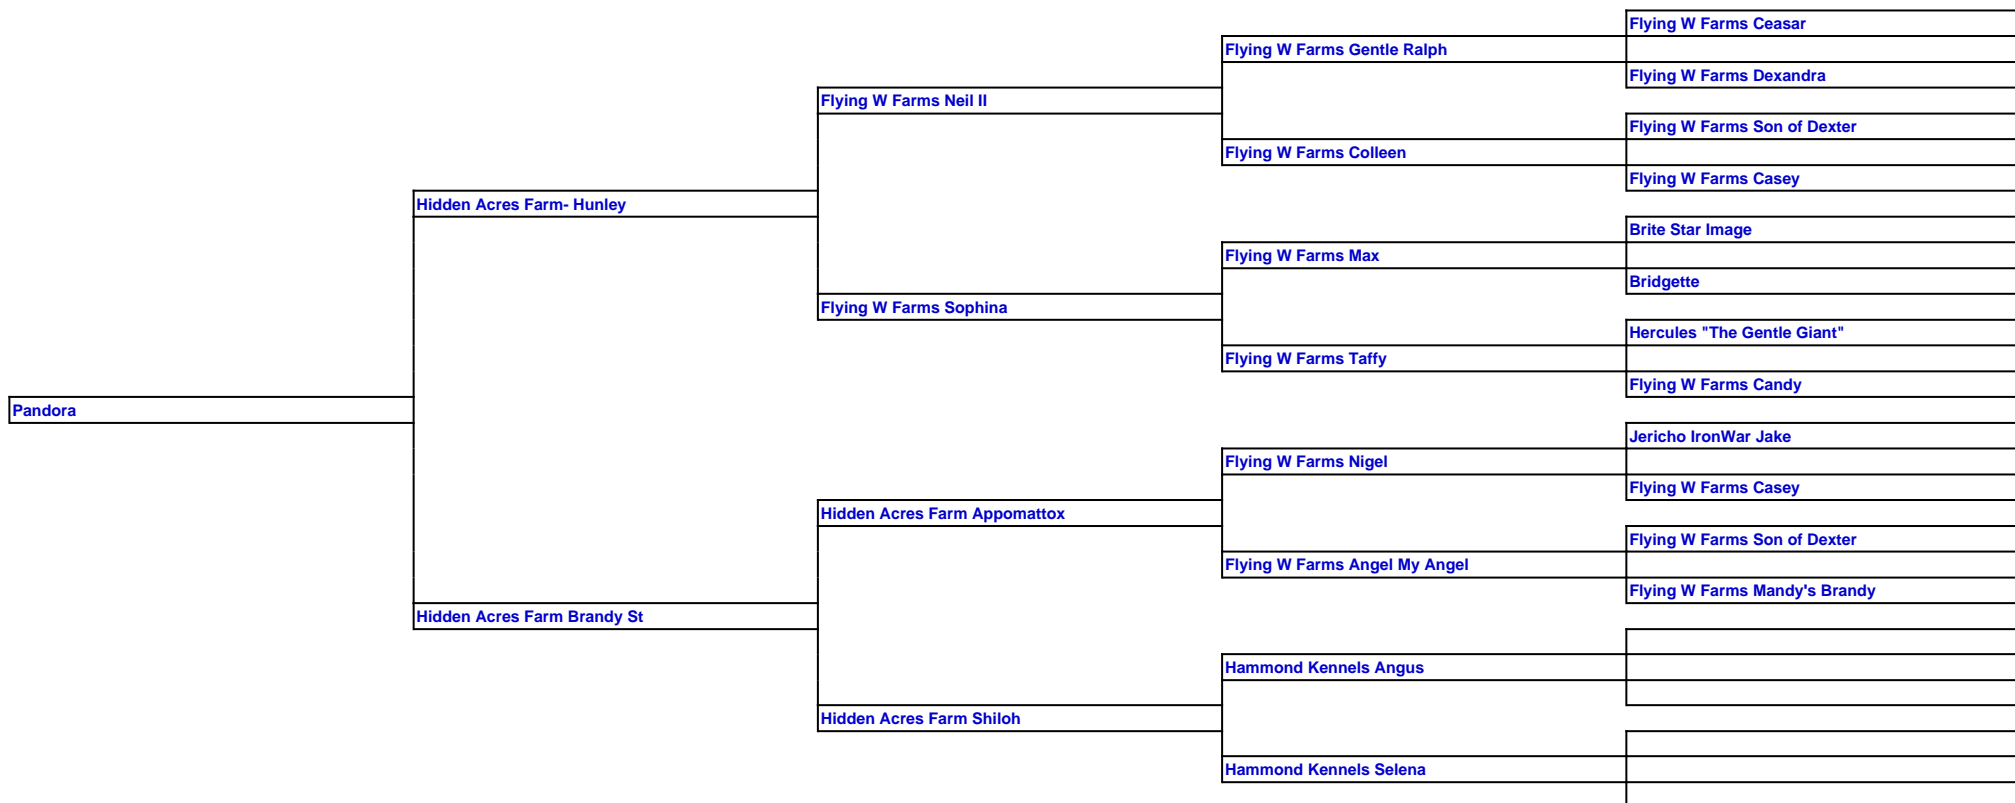 Flying W Farms Ceasar
Flying W Farms Gentle Ralph
Flying W Farms Dexandra
Flying W Farms Neil II
Flying W Farms Son of Dexter
Flying W Farms Colleen
Flying W Farms Casey
Hidden Acres Farm- Hunley
Brite Star Image
Flying W Farms Max
Bridgette
Flying W Farms Sophina
Hercules "The Gentle Giant"
Flying W Farms Taffy
Flying W Farms Candy
Pandora
Jericho IronWar Jake
Flying W Farms Nigel
Flying W Farms Casey
Hidden Acres Farm Appomattox
Flying W Farms Son of Dexter
Flying W Farms Angel My Angel
Flying W Farms Mandy's Brandy
Hidden Acres Farm Brandy St
Hammond Kennels Angus
Hidden Acres Farm Shiloh
Hammond Kennels Selena